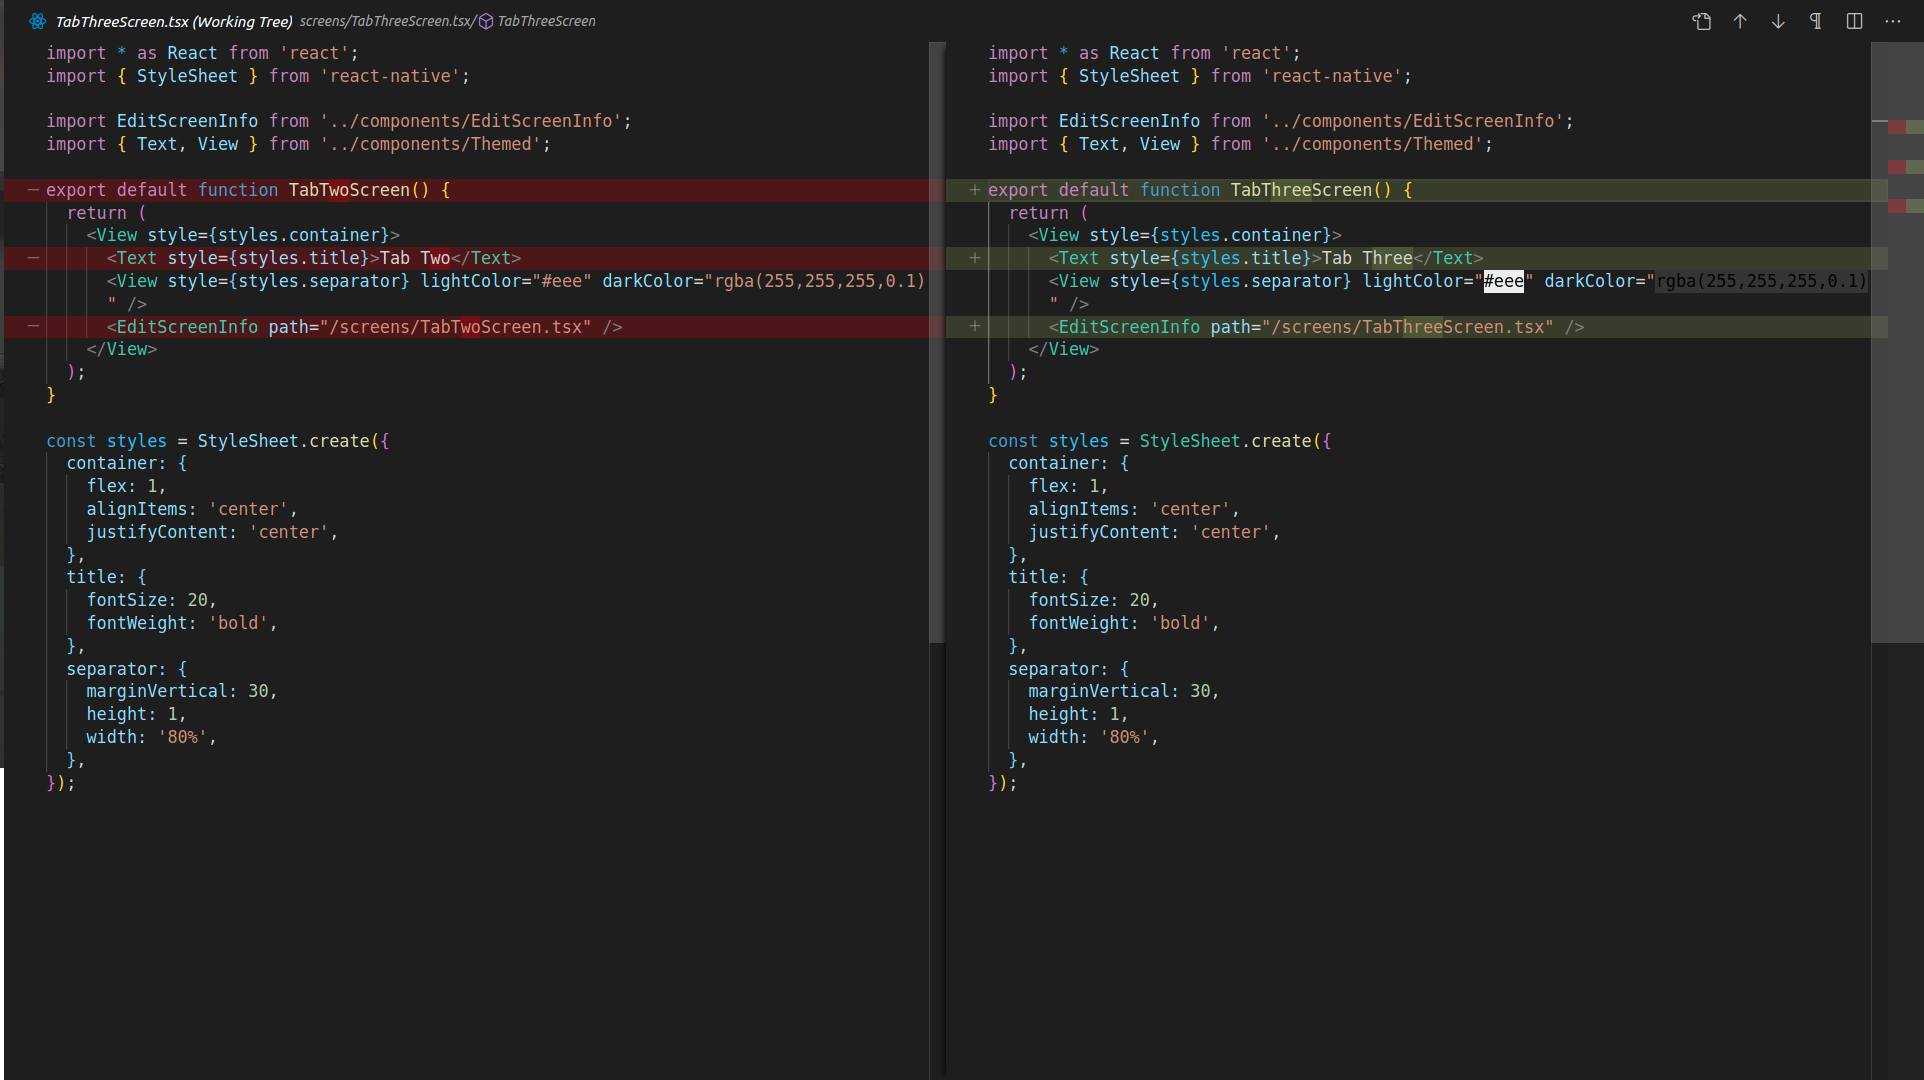 TabThreeScreen.tsx (Working Tree) screens/TabThreeScreen.tsx/ TabThreeScreen
import * as React from 'react';
import { StyleSheet } from 'react-native';
import EditScreenInfo from '../components/EditScreenInfo';
import { Text, View } from '../components/Themed';
− export default function TabTwoScreen() {
return (
<View style={styles.container}>
− <Text style={styles.title}>Tab Two</Text>
<View style={styles.separator} lightColor="#eee" darkColor="rgba(255,255,255,0.1)
" />
− <EditScreenInfo path="/screens/TabTwoScreen.tsx" />
</View>
);
}
const styles = StyleSheet.create({
container: {
flex: 1,
alignItems: 'center',
justifyContent: 'center',
},
title: {
fontSize: 20,
fontWeight: 'bold',
},
separator: {
marginVertical: 30,
height: 1,
width: '80%',
},
});
import * as React from 'react';
import { StyleSheet } from 'react-native';
import EditScreenInfo from '../components/EditScreenInfo';
import { Text, View } from '../components/Themed';
+ export default function TabThreeScreen() {
return (
<View style={styles.container}>
+ <Text style={styles.title}>Tab Three</Text>
<View style={styles.separator} lightColor="#eee" darkColor="rgba(255,255,255,0.1)
" />
+ <EditScreenInfo path="/screens/TabThreeScreen.tsx" />
</View>
);
}
const styles = StyleSheet.create({
container: {
flex: 1,
alignItems: 'center',
justifyContent: 'center',
},
title: {
fontSize: 20,
fontWeight: 'bold',
},
separator: {
marginVertical: 30,
height: 1,
width: '80%',
},
});